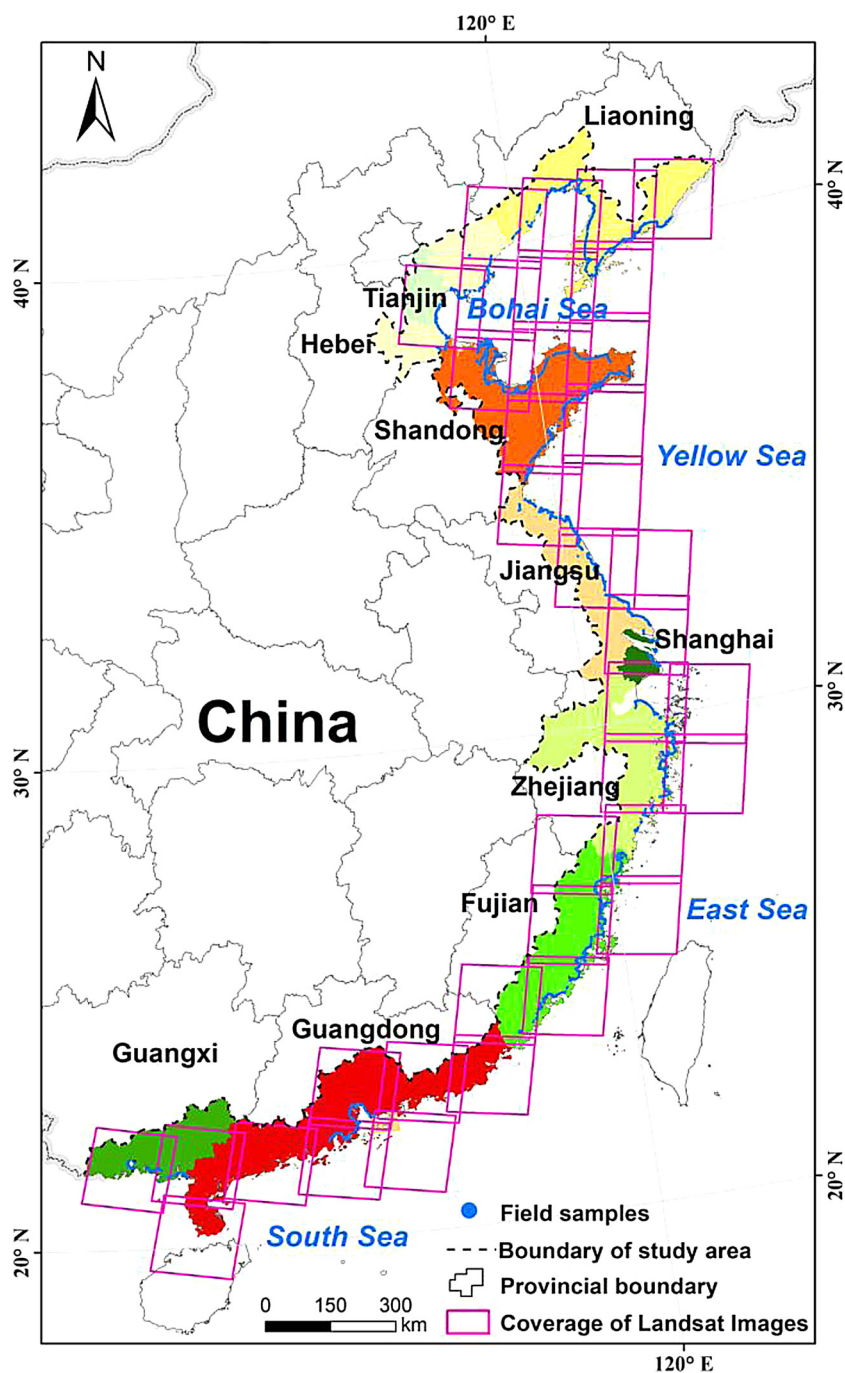 120° E
N
Liaoning
40° N
40° N
Tianjin
Bohai Sea
Hebei
Shandong
Yellow Sea
Jiangsu
Shanghai
30° N
China
30° N
Zhejiang
Fujian
East Sea
Guangdong
Guangxi
20° N
Field samples
South Sea
20° N
Boundary of study area
Provincial boundary
0 150 300
km
Coverage of Landsat Images
120° E